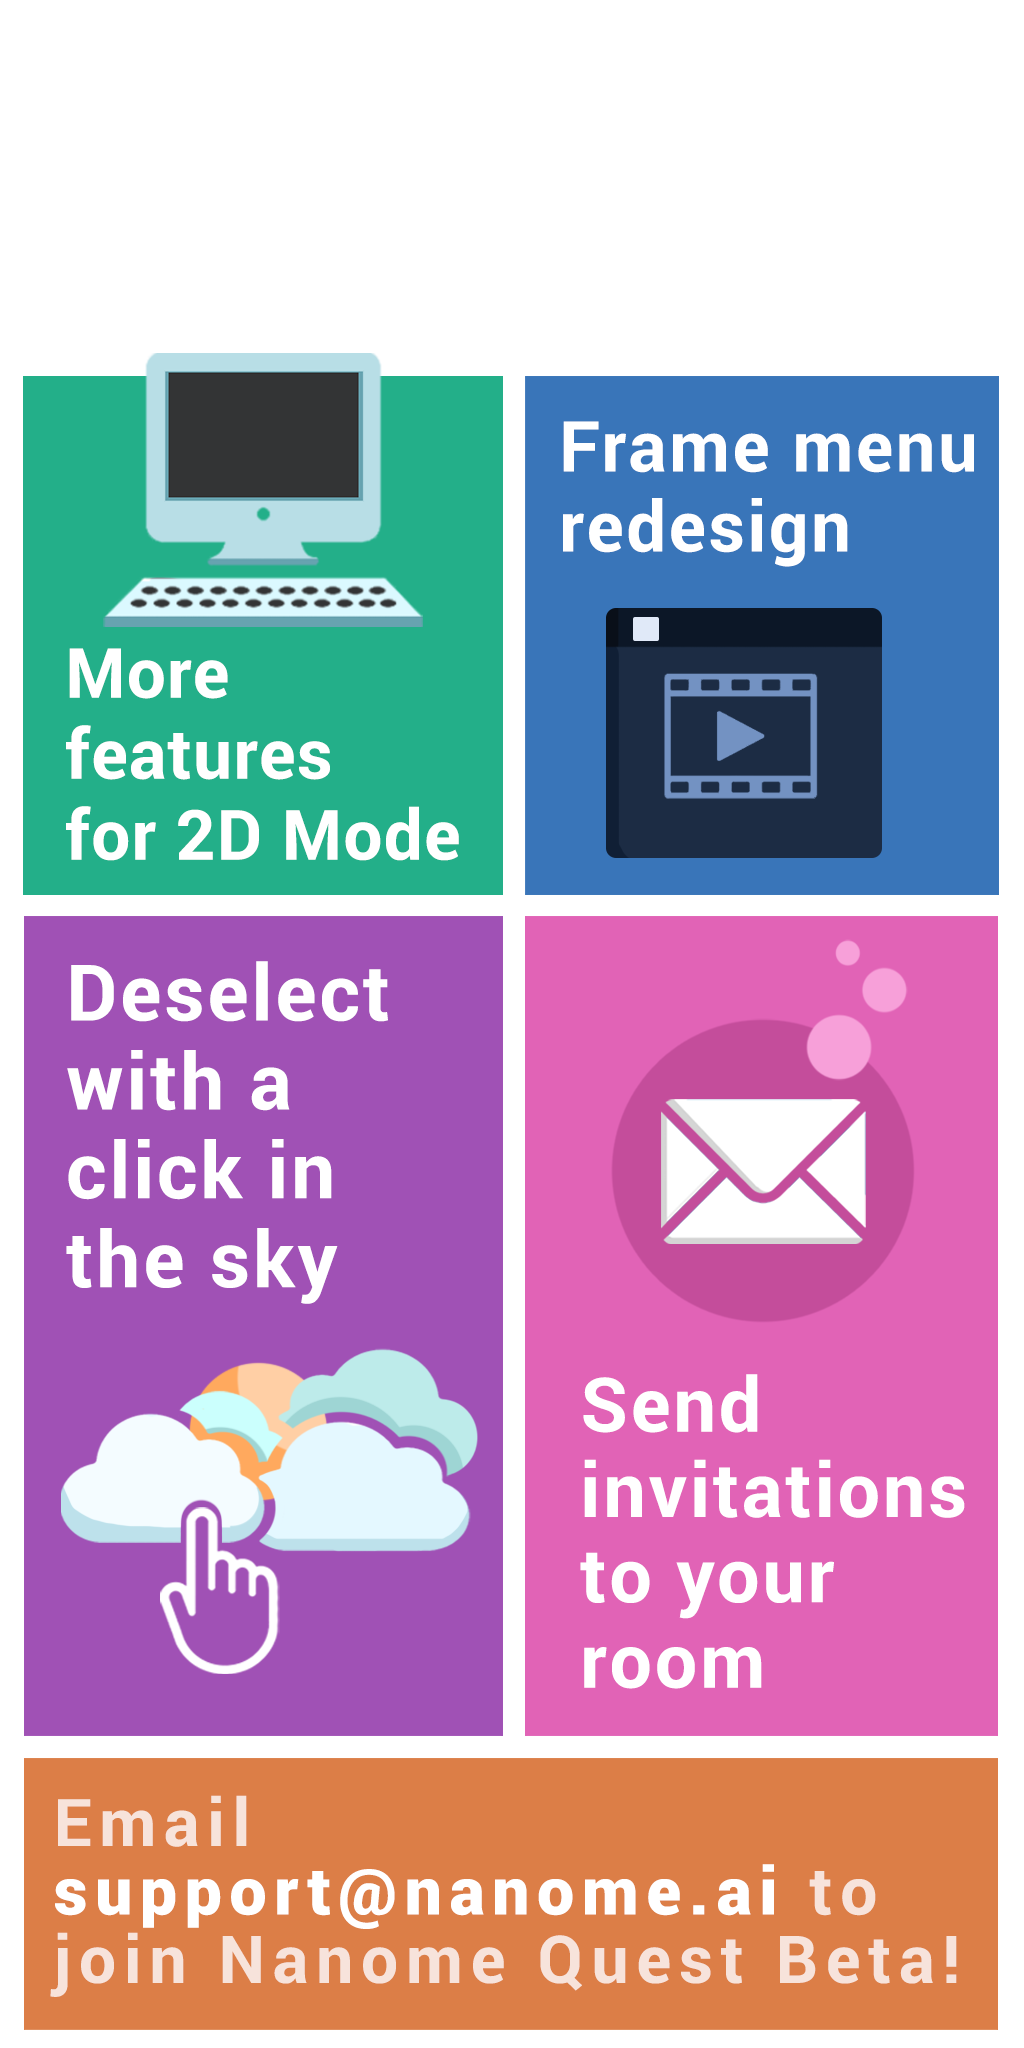 More
features
for 2D Mode
Frame menu
redesign
Deselect
with a
click in
the sky
Send
invitations
to your
room
Email
support@nanome.ai to
join Nanome Quest Beta!